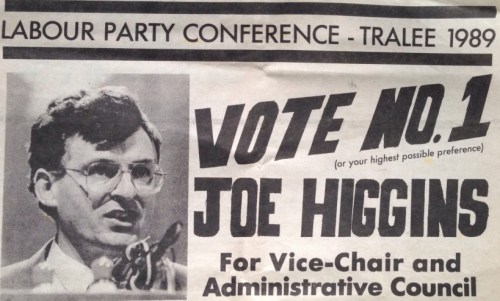 LABOUR PARTY CONFERENCE - TRALEE 1989
VOTE NO.1
(or your highest possible preference)
JOE HIGGINS
For Vice-Chair and
Administrative Council